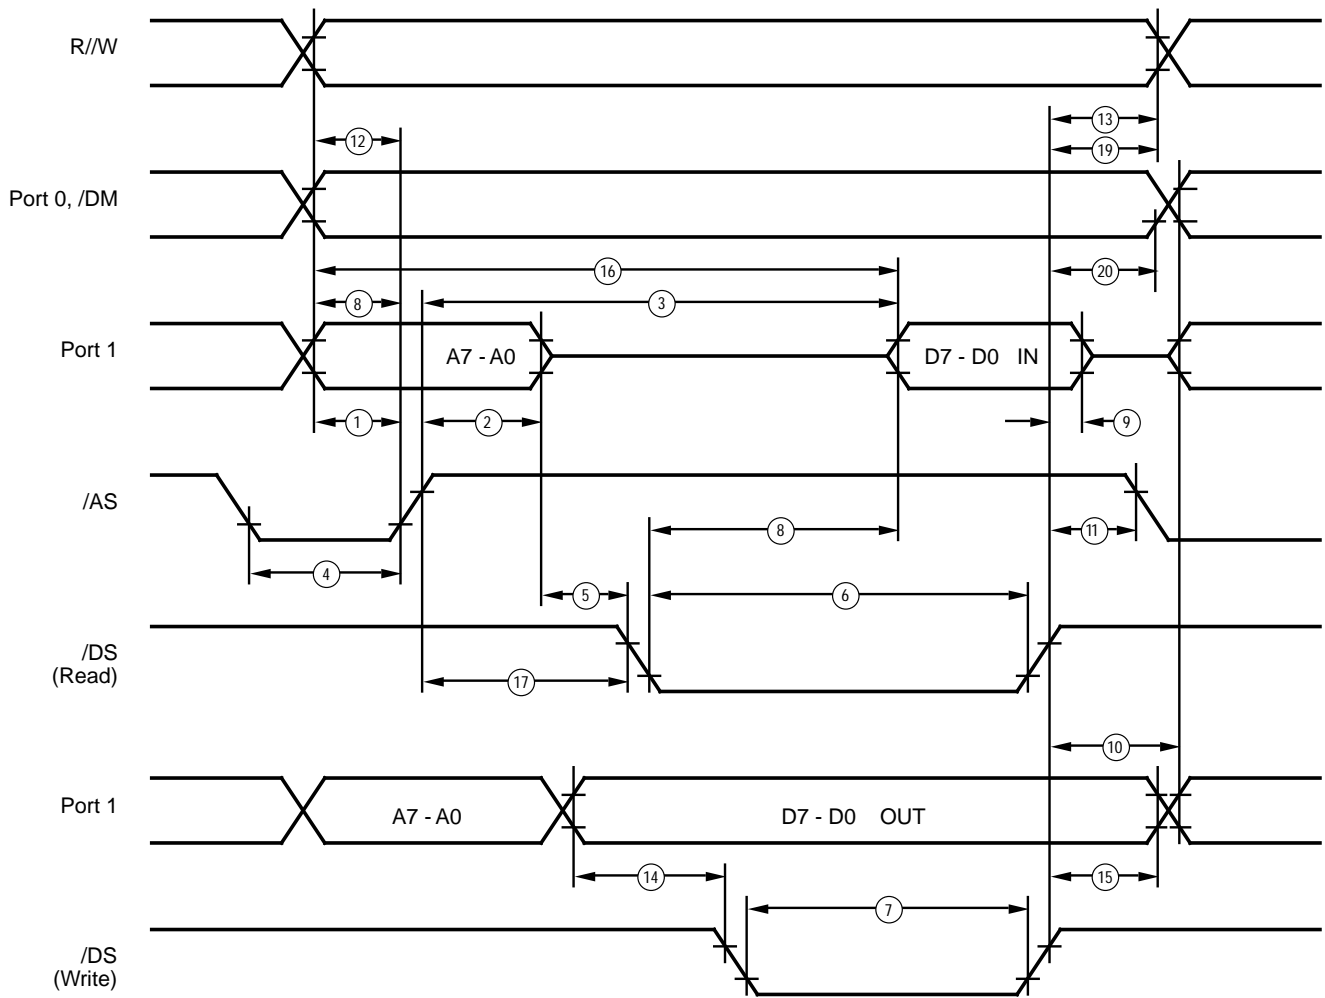 R//W
13
12
19
Port 0, /DM
16
20
8
3
Port 1
A7 - A0
D7 - D0 IN
1
2
9
/AS
8
11
4
5
6
/DS
(Read)
17
10
Port 1
A7 - A0
D7 - D0 OUT
14
15
7
/DS
(Write)